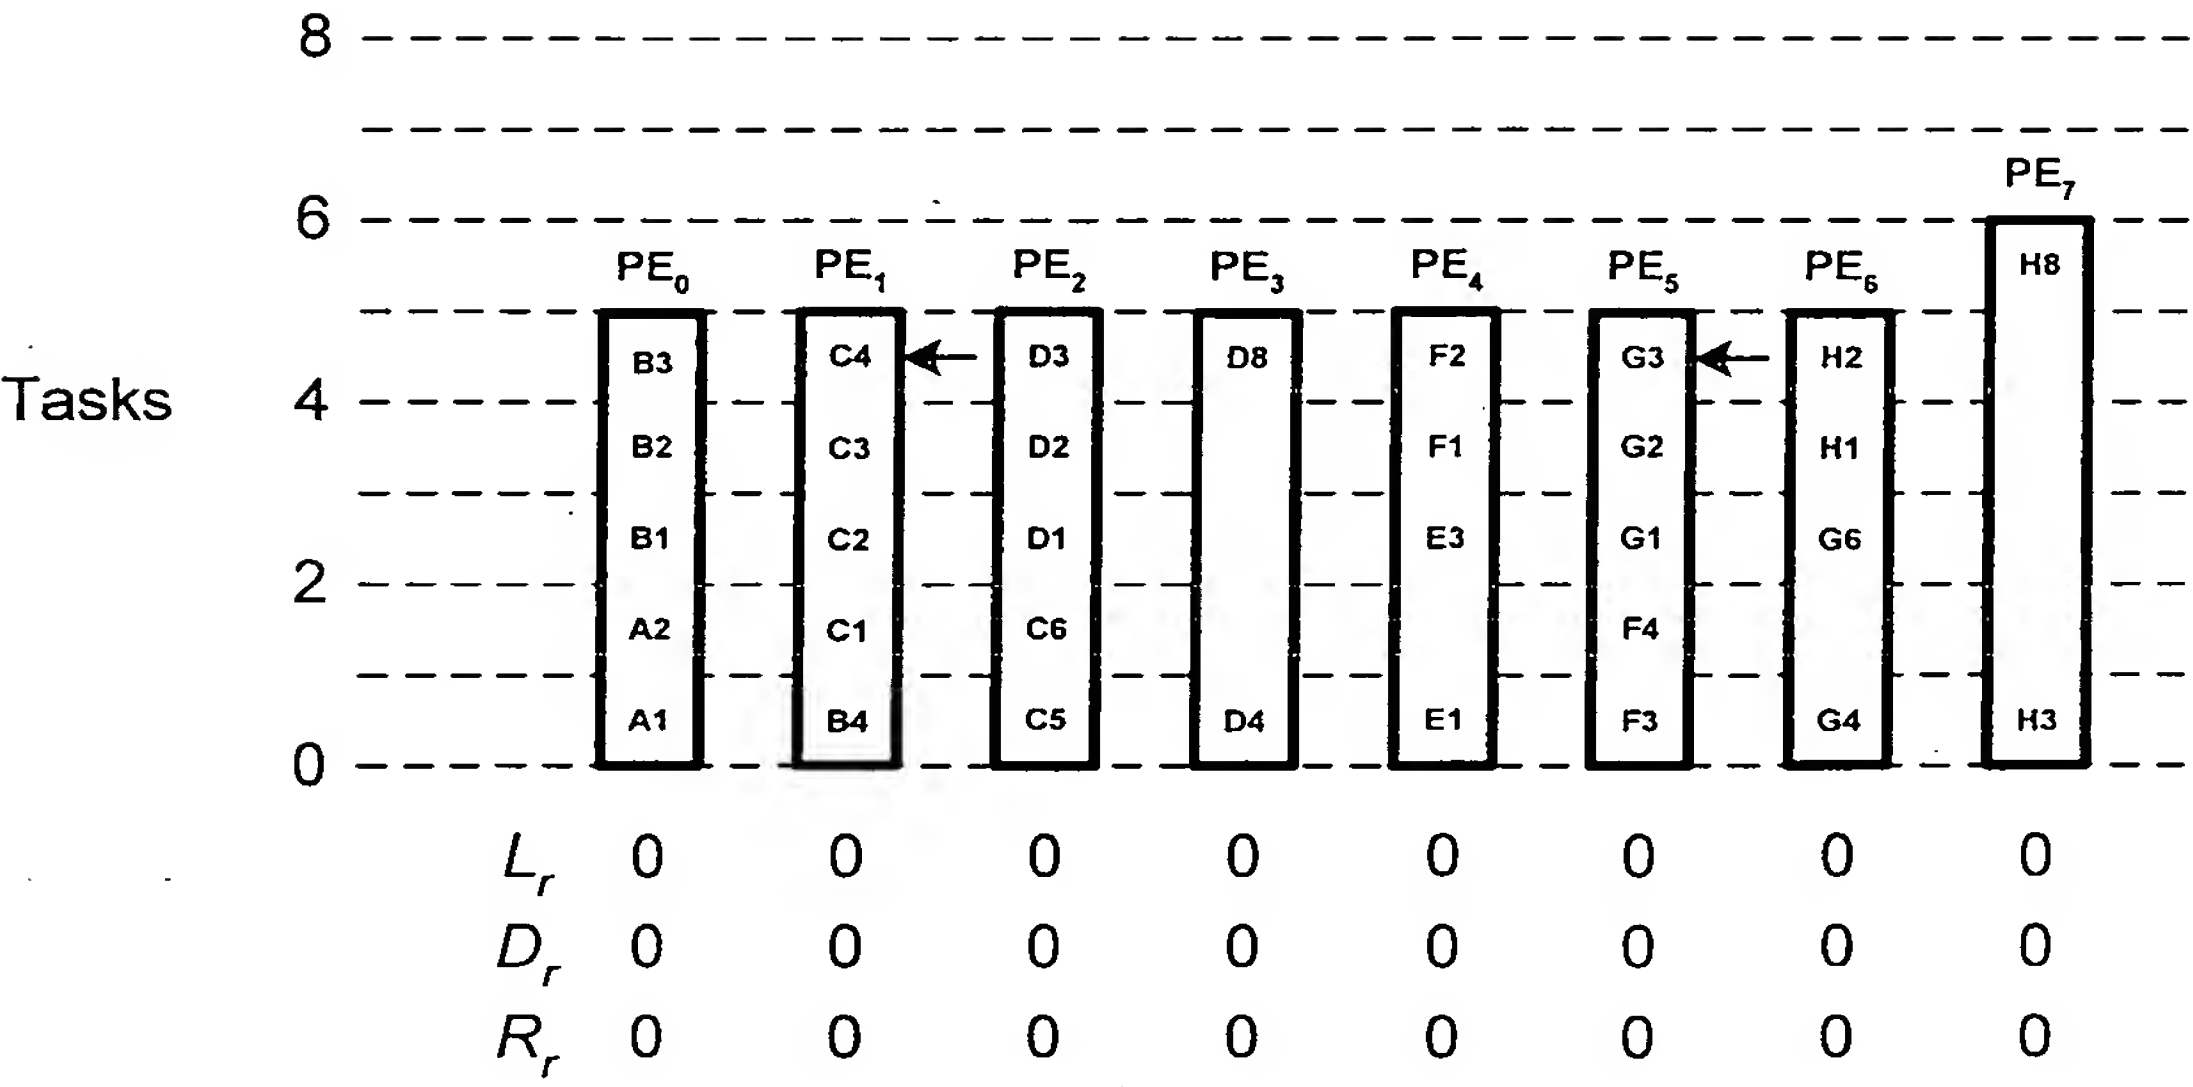 8
PE7
6
H8
PE0 PE1 PE2 PE3 PE4 PE5 PE6
B3 C4 D3 D8 F2 G3 H2
Tasks 4
B2 C3 D2 F1 G2 H1
B1 C2 D1 E3 G1 G6
2
A2 C1 C6 F4
A1 B4 C5 D4 E1 F3 G4 H3
0
Lr 0 0 0 0 0 0 0 0
Dr 0 0 0 0 0 0 0 0
Rr 0 0 0 0 0 0 0 0